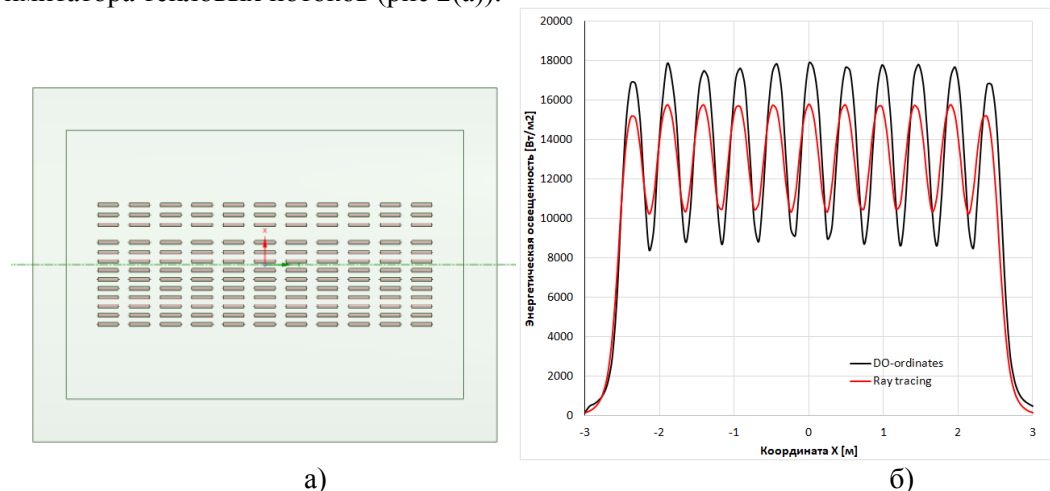 имитатора тепловых потоков (рис 2(а)).
Энергетическая освещенность [Вт/м2]
20000
18000
16000
14000
12000
10000
8000
6000
4000
2000
0
-3 -2 -1 0 1 2 3
Координата X [м]
DO-ordinates
Ray tracing
а) б)